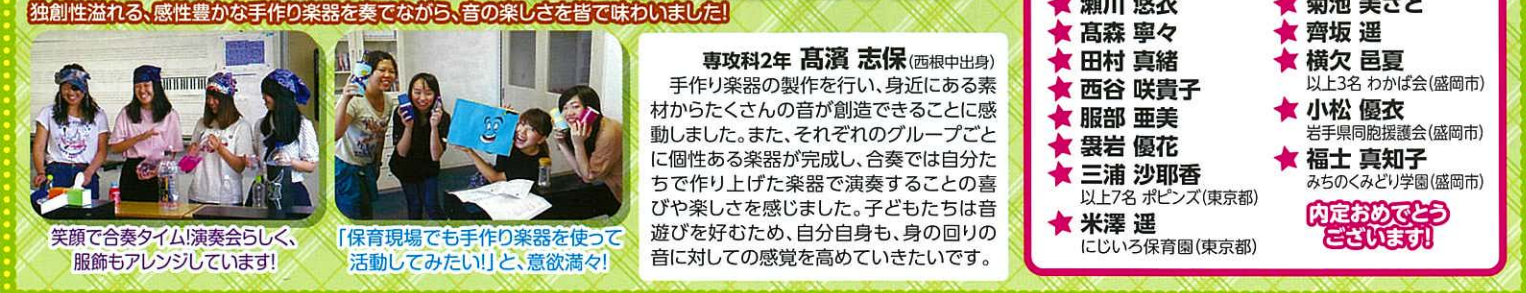 独創性溢れる、感性豊かな手作り楽器を奏でながら、音の楽しさを皆で味わいました!
笑顔で合奏タイム!演奏会らしく、
服飾もアレンジしています!
「保育現場でも手作り楽器を使って
活動してみたい!」と、意欲満々!
専攻科2年 髙濱 志保(西根中出身)
手作り楽器の製作を行い、身近にある素
材からたくさんの音が創造できることに感
動しました。また、それぞれのグループごと
に個性ある楽器が完成し、合奏では自分た
ちで作り上げた楽器で演奏することの喜
びや楽しさを感じました。子どもたちは音
遊びを好むため、自分自身も、身の回りの
音に対しての感覚を高めていきたいです。
瀬川 悠衣
髙森 寧々
田村 真緒
西谷 咲貴子
服部 亜美
袰岩 優花
三浦 沙耶香
以上7名 ポピンズ(東京都)
米澤 遥
にじいろ保育園(東京都)
菊池 美さと
齊坂 遥
横欠 邑夏
以上3名 わかば会(盛岡市)
小松 優衣
岩手県同胞援護会(盛岡市)
福士 真知子
みちのくみどり学園(盛岡市)
内定おめでとう
ございます!